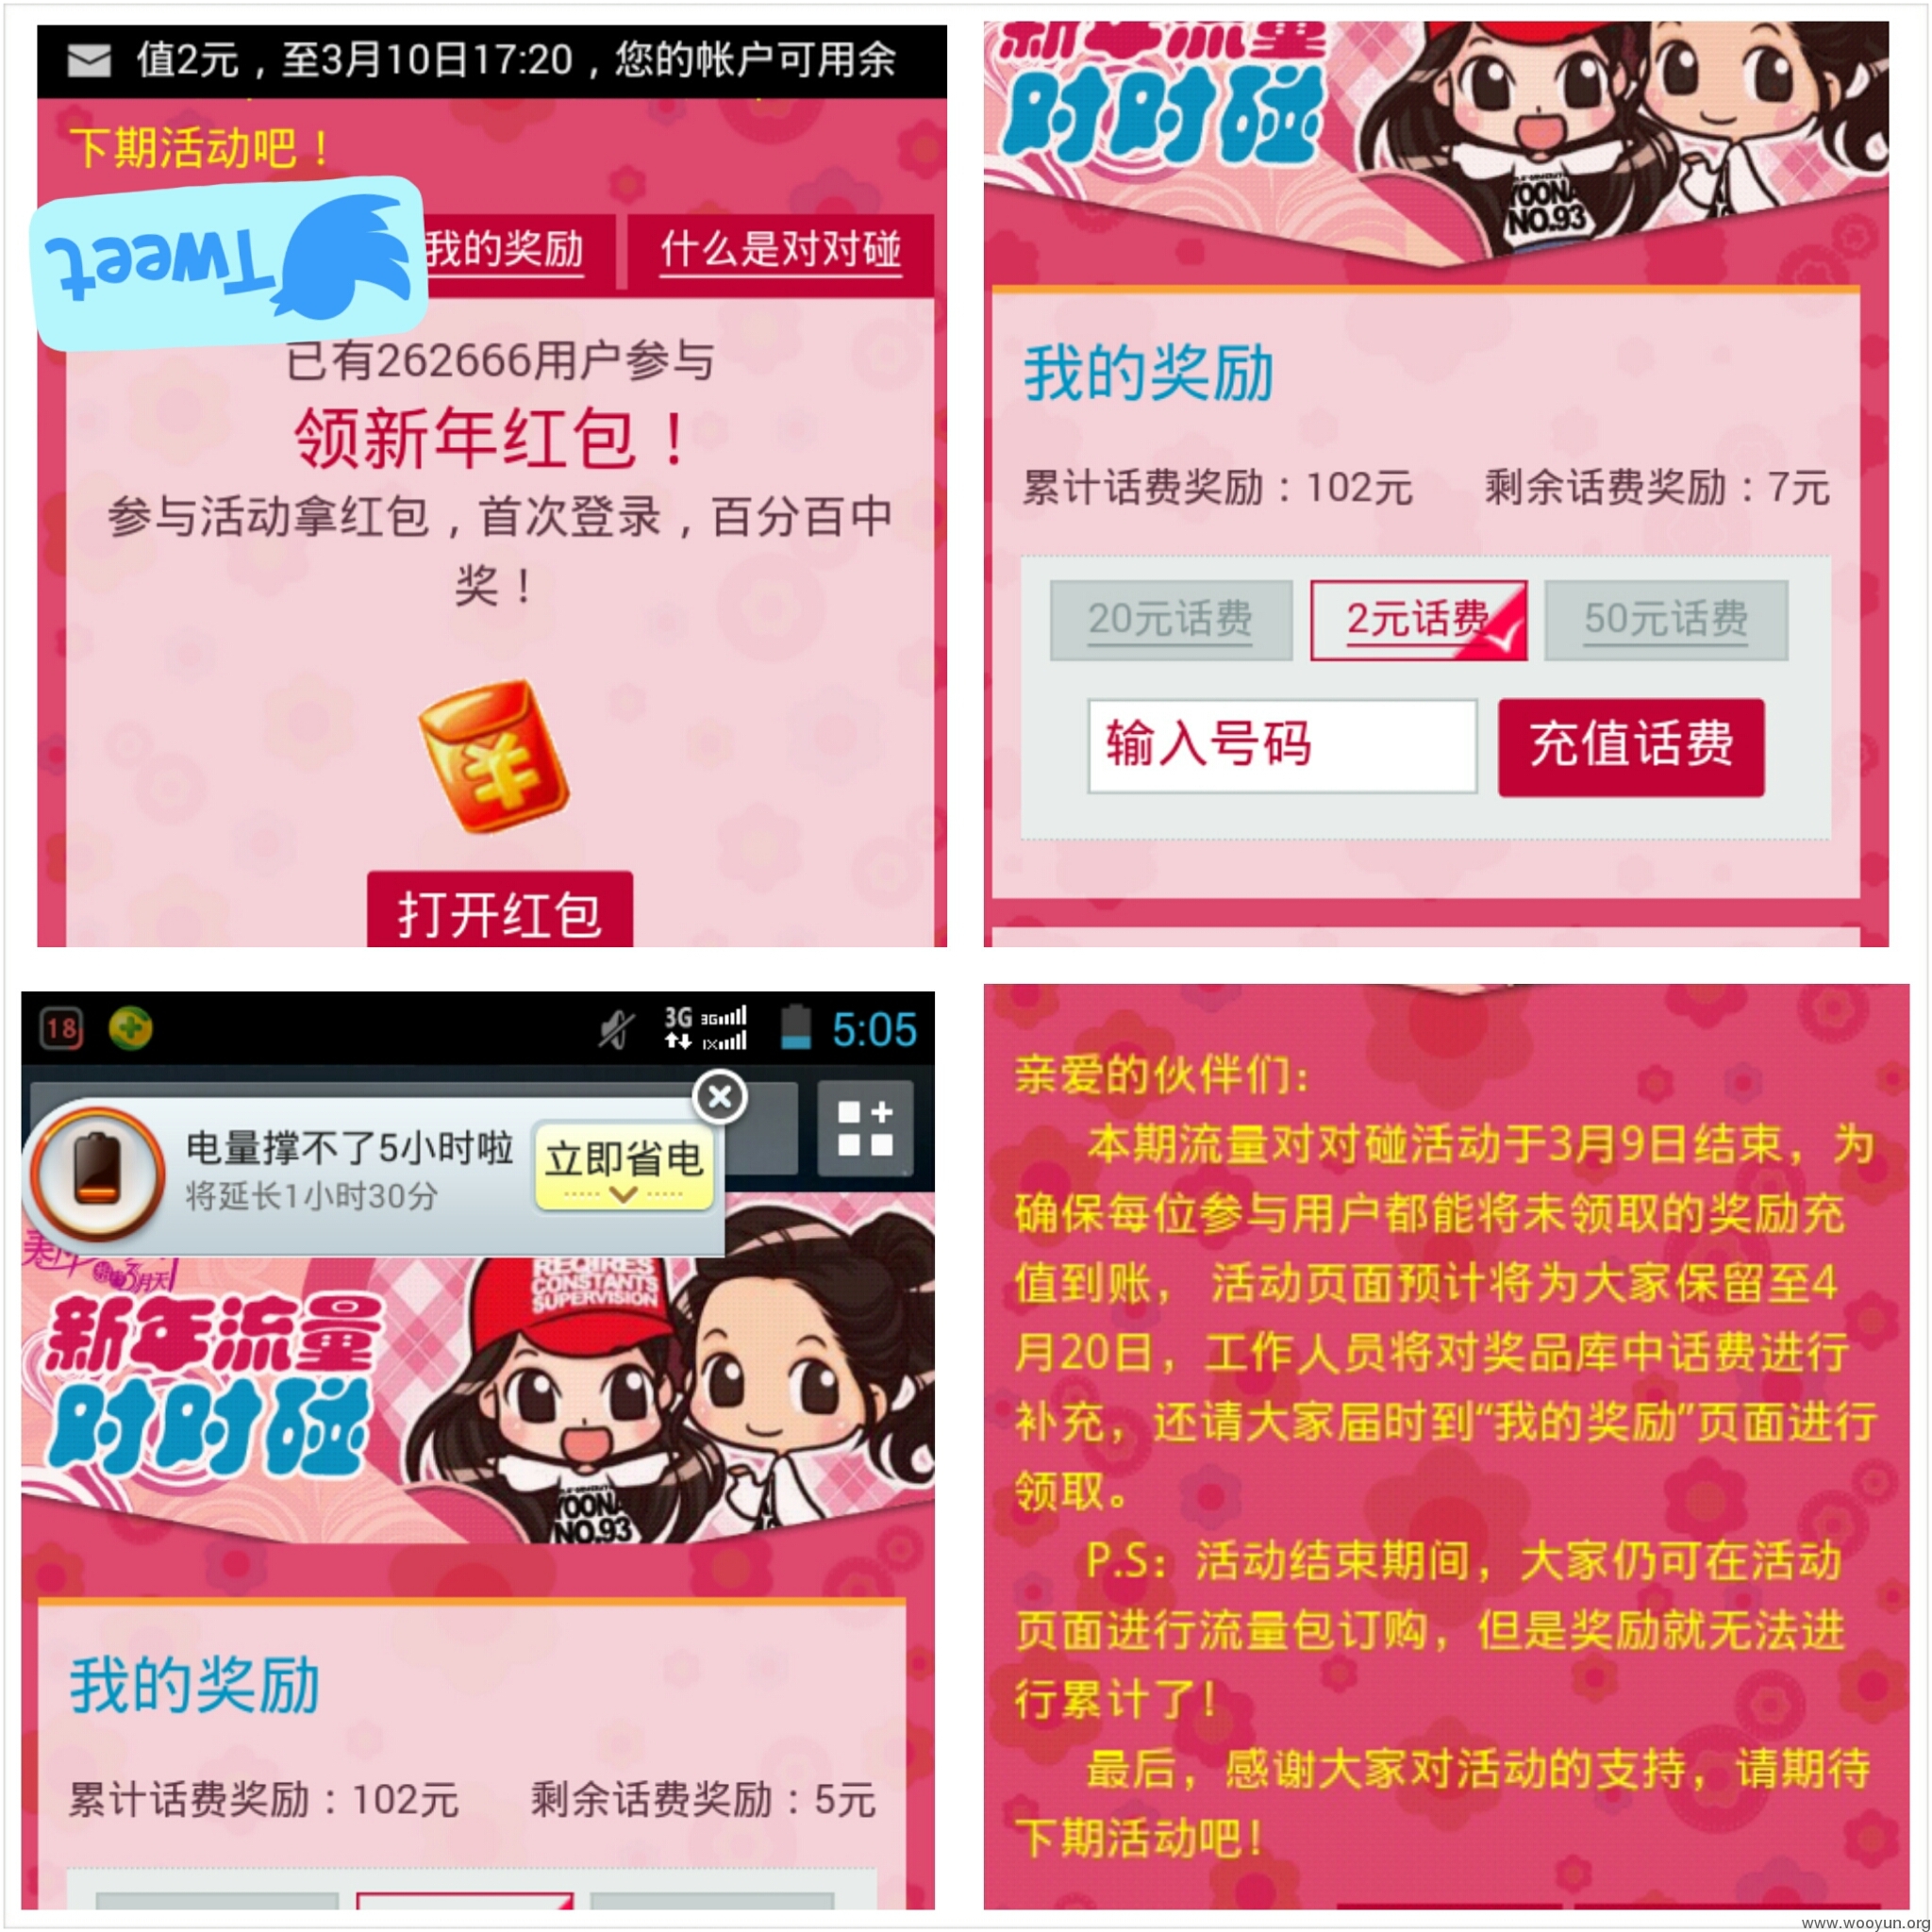 值2元，至3月10日17:20，您的帐户可用余
下期活动吧！
Tweet
我的奖励
什么是对对碰
已有262666用户参与
领新年红包！
参与活动拿红包，首次登录，百分百中
奖！
打开红包
新年流量
对对碰
YOONA
NO.93
我的奖励
累计话费奖励：102元 剩余话费奖励：7元
20元话费 2元话费 50元话费
输入号码 充值话费
18 3G 3G 1X 5:05
电量撑不了5小时啦
将延长1小时30分
立即省电
3月天
REQIRES
CONSTANTS
SUPERVISION
新年流量
对对碰
YOONA
NO.93
我的奖励
累计话费奖励：102元 剩余话费奖励：5元
亲爱的伙伴们：
本期流量对对碰活动于3月9日结束，为
确保每位参与用户都能将未领取的奖励充
值到账， 活动页面预计将为大家保留至4
月20日，工作人员将对奖品库中话费进行
补充，还请大家届时到“我的奖励”页面进行
领取。
P.S：活动结束期间，大家仍可在活动
页面进行流量包订购，但是奖励就无法进
行累计了！
最后，感谢大家对活动的支持，请期待
下期活动吧！
www.wooyun.org